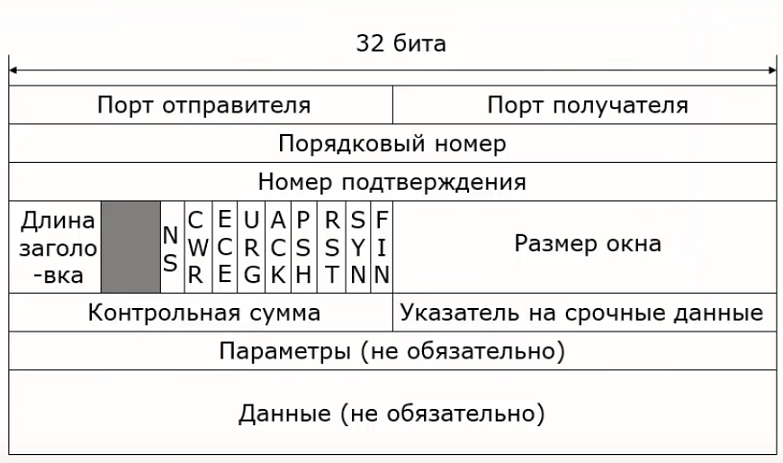 32 бита
Порт отправителя
Порт получателя
Порядковый номер
Номер подтверждения
Длина
заголо
-вка
NS
CWR
ECE
URG
ACK
PSH
RST
SYN
FIN
Размер окна
Контрольная сумма
Указатель на срочные данные
Параметры (не обязательно)
Данные (не обязательно)